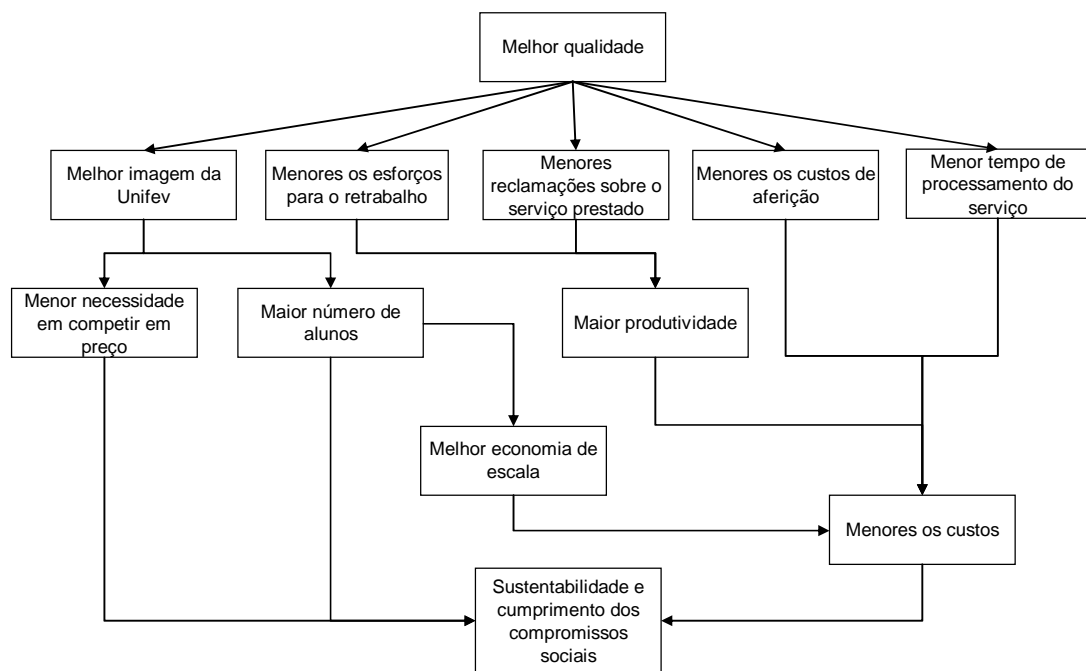 Melhor qualidade
Melhor imagem da
Unifev
Menores os esforços
para o retrabalho
Menores
reclamações sobre o
serviço prestado
Menores os custos de
aferição
Menor tempo de
processamento do
serviço
Menor necessidade
em competir em
preço
Maior número de
alunos
Maior produtividade
Melhor economia de
escala
Menores os custos
Sustentabilidade e
cumprimento dos
compromissos
sociais